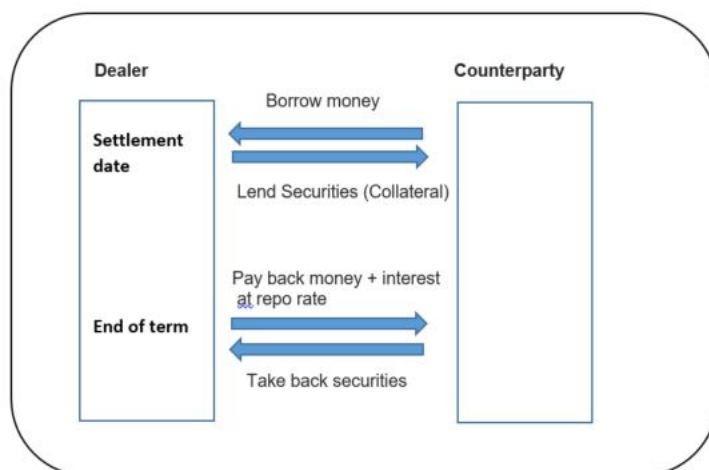 Dealer
Counterparty
Borrow money
Settlement
date
Lend Securities (Collateral)
Pay back money + interest
at repo rate
End of term
Take back securities